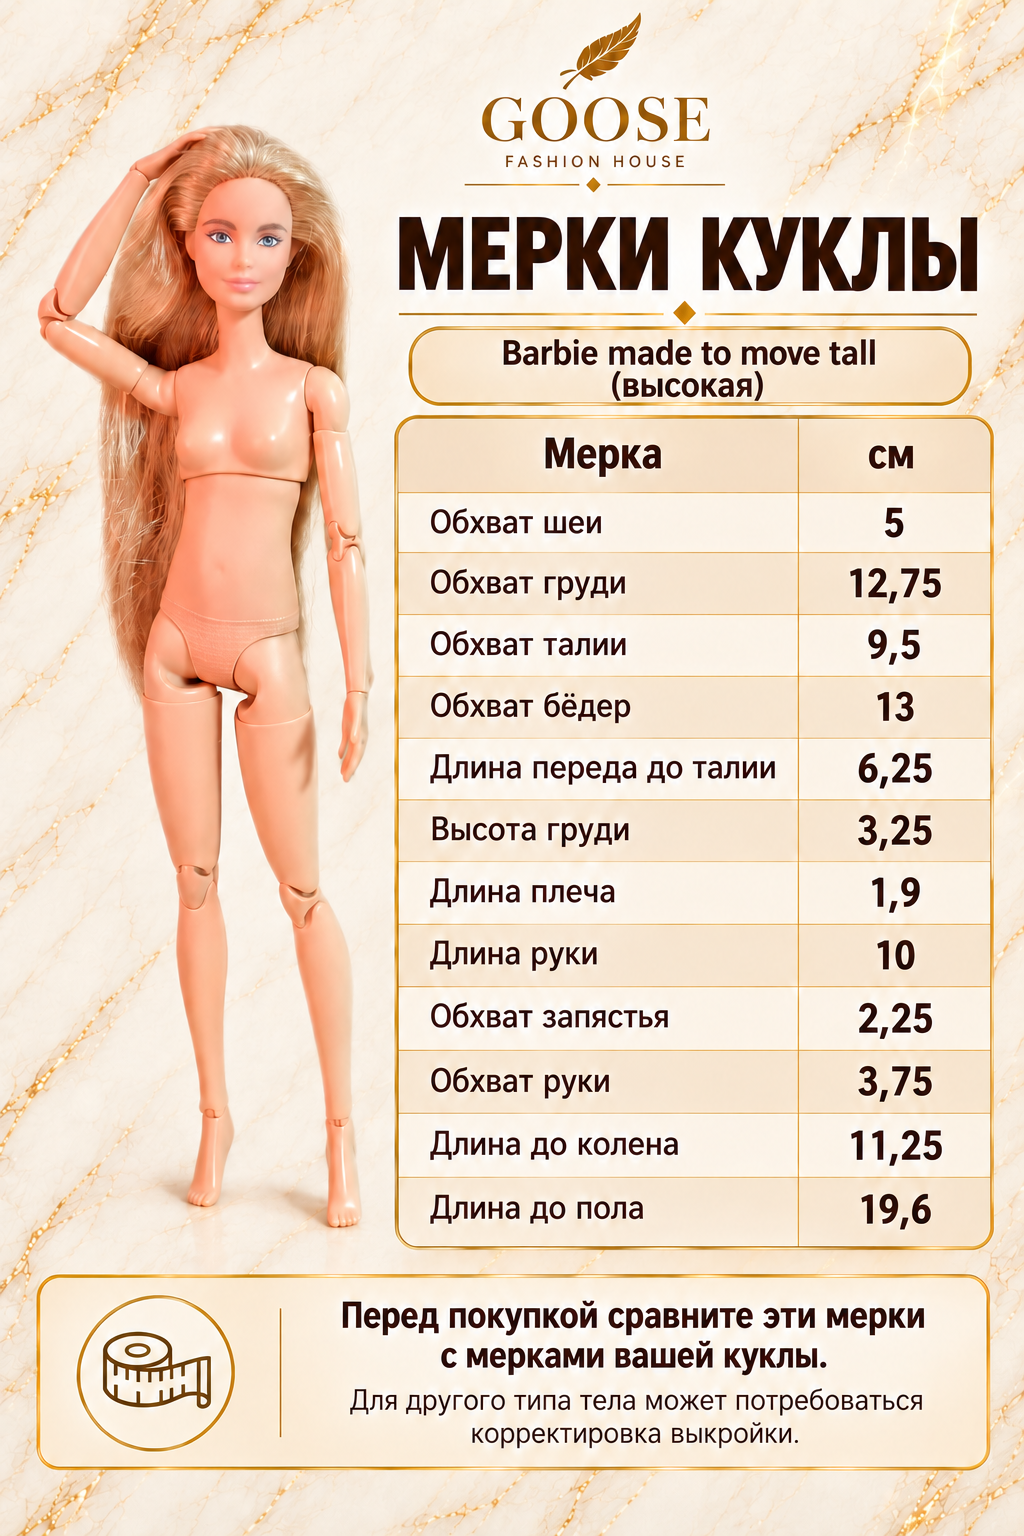 GOOSE
FASHION HOUSE
МЕРКИ КУКЛЫ
Barbie made to move tall
(высокая)
Мерка см
Обхват шеи 5
Обхват груди 12,75
Обхват талии 9,5
Обхват бёдер 13
Длина переда до талии 6,25
Высота груди 3,25
Длина плеча 1,9
Длина руки 10
Обхват запястья 2,25
Обхват руки 3,75
Длина до колена 11,25
Длина до пола 19,6
Перед покупкой сравните эти мерки
с мерками вашей куклы.
Для другого типа тела может потребоваться
корректировка выкройки.